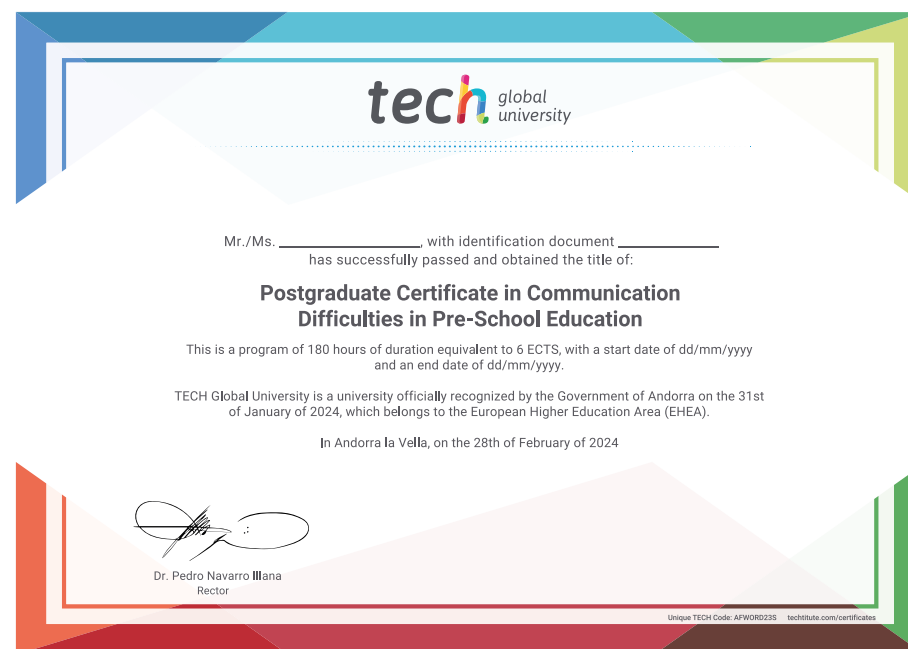 tech global
university
Mr./Ms. ____________________, with identification document ______________
has successfully passed and obtained the title of:
Postgraduate Certificate in Communication
Difficulties in Pre-School Education
This is a program of 180 hours of duration equivalent to 6 ECTS, with a start date of dd/mm/yyyy
and an end date of dd/mm/yyyy.
TECH Global University is a university officially recognized by the Government of Andorra on the 31st
of January of 2024, which belongs to the European Higher Education Area (EHEA).
In Andorra la Vella, on the 28th of February of 2024
Dr. Pedro Navarro Illana
Rector
Unique TECH Code: AFWORD23S techtitute.com/certificates